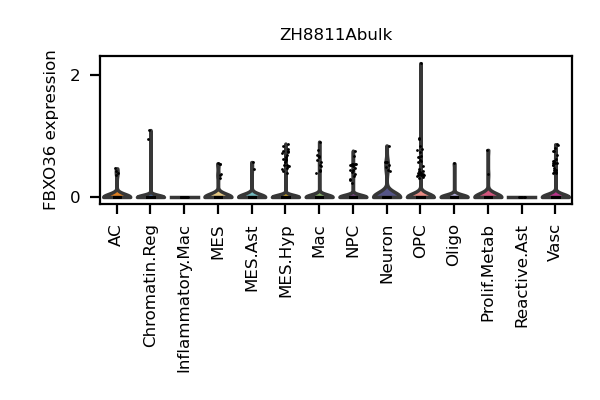 ZH8811Abulk
FBXO36 expression
2
0
AC
Chromatin.Reg
Inflammatory.Mac
MES
MES.Ast
MES.Hyp
Mac
NPC
Neuron
OPC
Oligo
Prolif.Metab
Reactive.Ast
Vasc